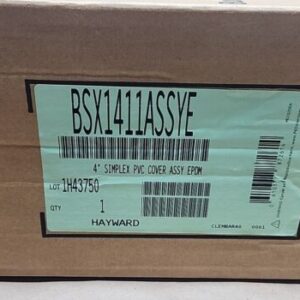 BSX1411ASSYE
4" SIMPLEX PVC COVER ASSY EPDM
LOT 1H43750
QTY 1
HAYWARD